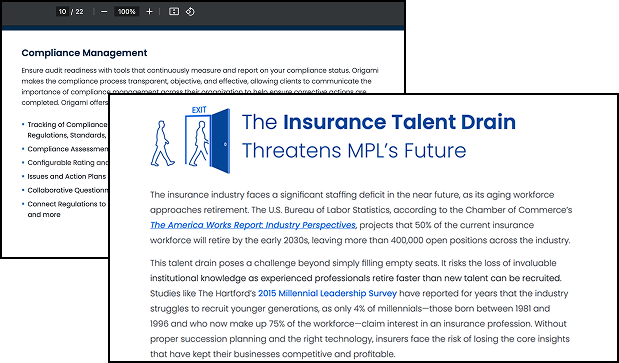 10 / 22 — 100% +
Compliance Management
Ensure audit readiness with tools that continuously measure and report on your compliance status. Origami
makes the compliance process transparent, objective, and effective, allowing clients to communicate the
importance of compliance management across their organization to help ensure corrective actions are
completed. Origami offers
• Tracking of Compliance
Regulations, Standards,
• Compliance Assessment
• Configurable Rating and
• Issues and Action Plans
• Collaborative Questionn
• Connect Regulations to
and more
EXIT
The Insurance Talent Drain
Threatens MPL’s Future
The insurance industry faces a significant staffing deficit in the near future, as its aging workforce
approaches retirement. The U.S. Bureau of Labor Statistics, according to the Chamber of Commerce’s
The America Works Report: Industry Perspectives, projects that 50% of the current insurance
workforce will retire by the early 2030s, leaving more than 400,000 open positions across the industry.
This talent drain poses a challenge beyond simply filling empty seats. It risks the loss of invaluable
institutional knowledge as experienced professionals retire faster than new talent can be recruited.
Studies like The Hartford’s 2015 Millennial Leadership Survey have reported for years that the industry
struggles to recruit younger generations, as only 4% of millennials—those born between 1981 and
1996 and who now make up 75% of the workforce—claim interest in an insurance profession. Without
proper succession planning and the right technology, insurers face the risk of losing the core insights
that have kept their businesses competitive and profitable.